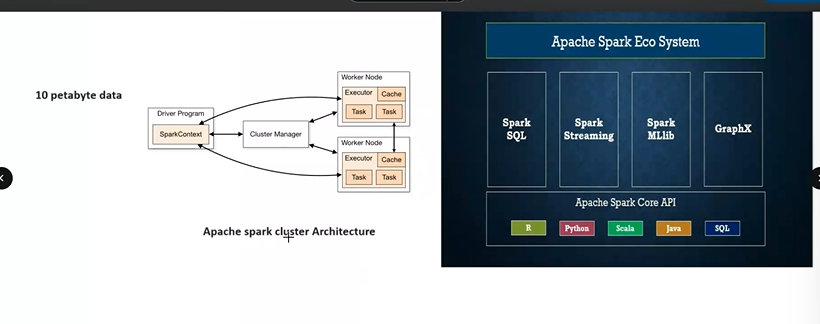 10 petabyte data
Driver Program
SparkContext
Cluster Manager
Worker Node
Executor
Cache
Task
Task
Worker Node
Executor
Cache
Task
Task
Apache spark cluster Architecture
Apache Spark Eco System
Spark
SQL
Spark
Streaming
Spark
MLlib
GraphX
Apache Spark Core API
R
Python
Scala
Java
SQL